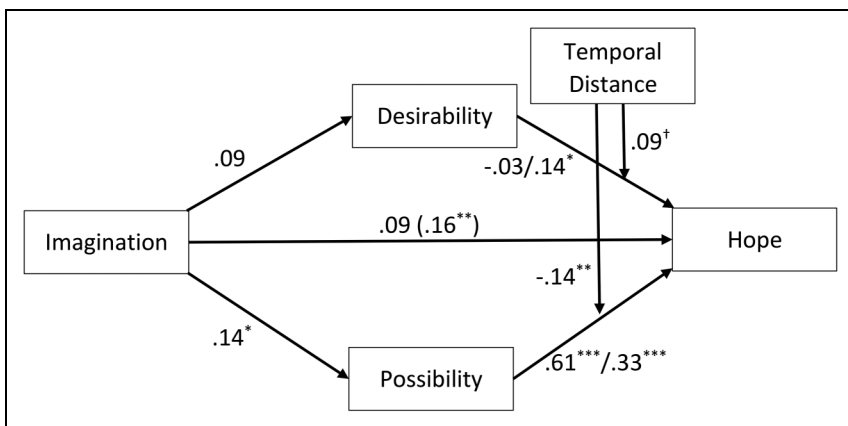 Temporal
Distance
Desirability
.09
.09†
-.03/.14*
Imagination
.09 (.16**)
Hope
-.14**
.14*
.61***/.33***
Possibility